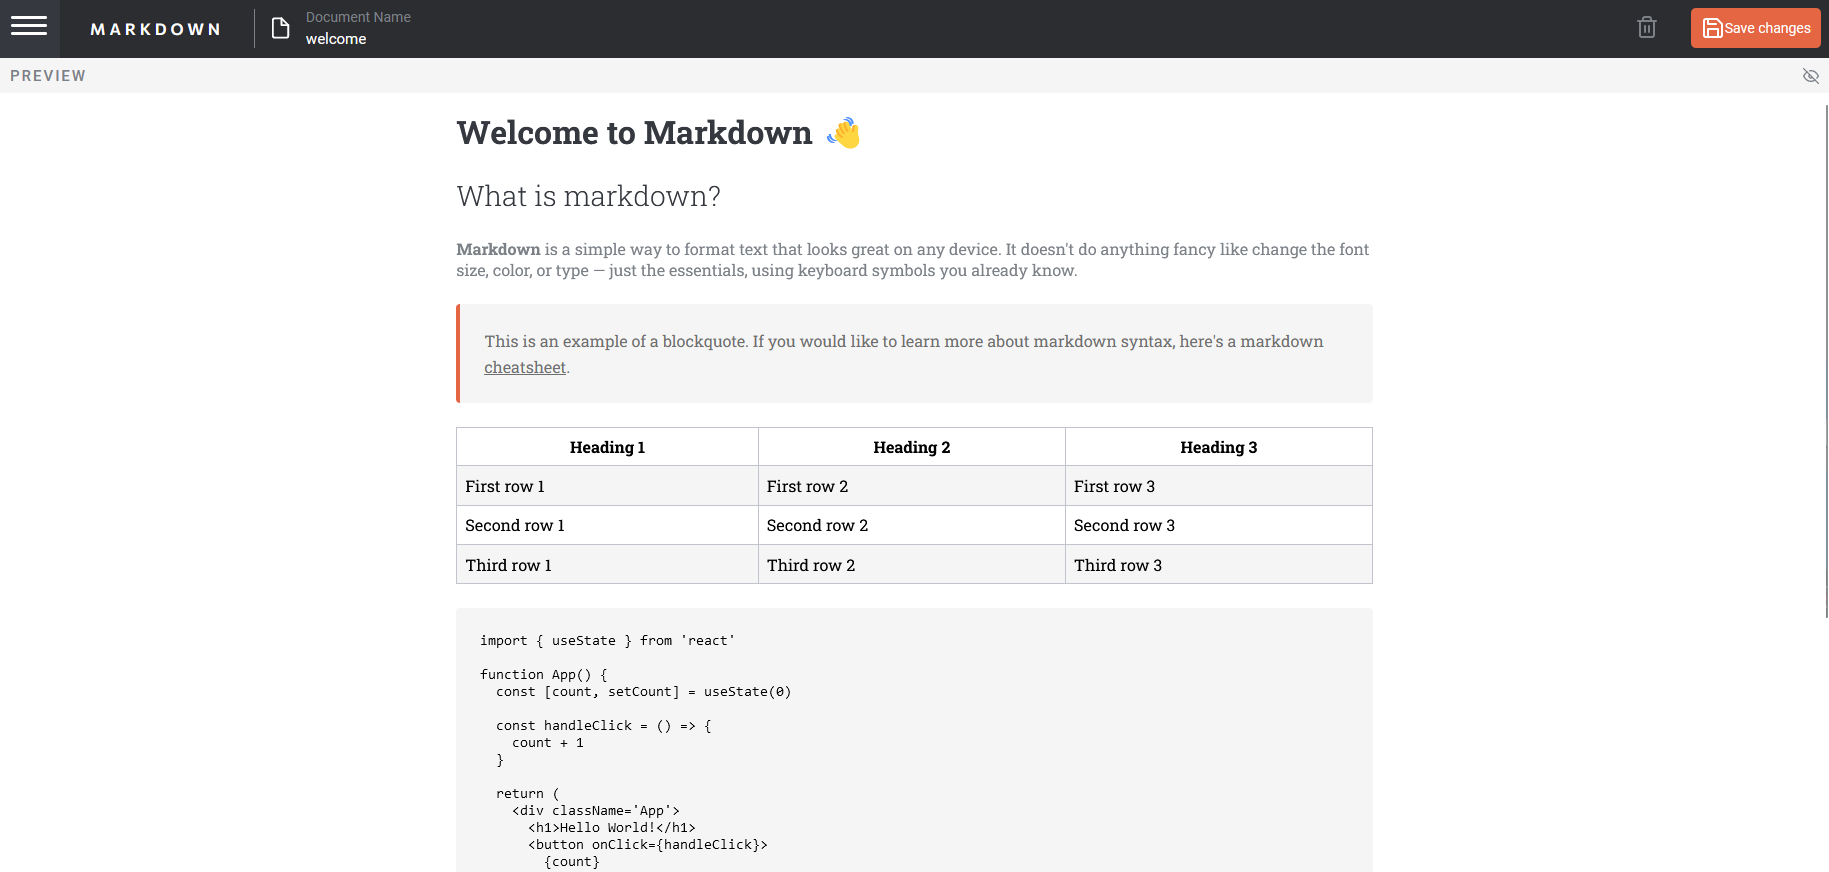 MARKDOWN
Document Name
welcome
Save changes
PREVIEW
Welcome to Markdown 👋
What is markdown?
Markdown is a simple way to format text that looks great on any device. It doesn't do anything fancy like change the font
size, color, or type — just the essentials, using keyboard symbols you already know.
This is an example of a blockquote. If you would like to learn more about markdown syntax, here's a markdown
cheatsheet.
Heading 1 Heading 2 Heading 3
First row 1 First row 2 First row 3
Second row 1 Second row 2 Second row 3
Third row 1 Third row 2 Third row 3
import { useState } from 'react'
function App() {
  const [count, setCount] = useState(0)
  const handleClick = () => {
    count + 1
  }
  return (
    <div className='App'>
      <h1>Hello World!</h1>
      <button onClick={handleClick}>
        {count}